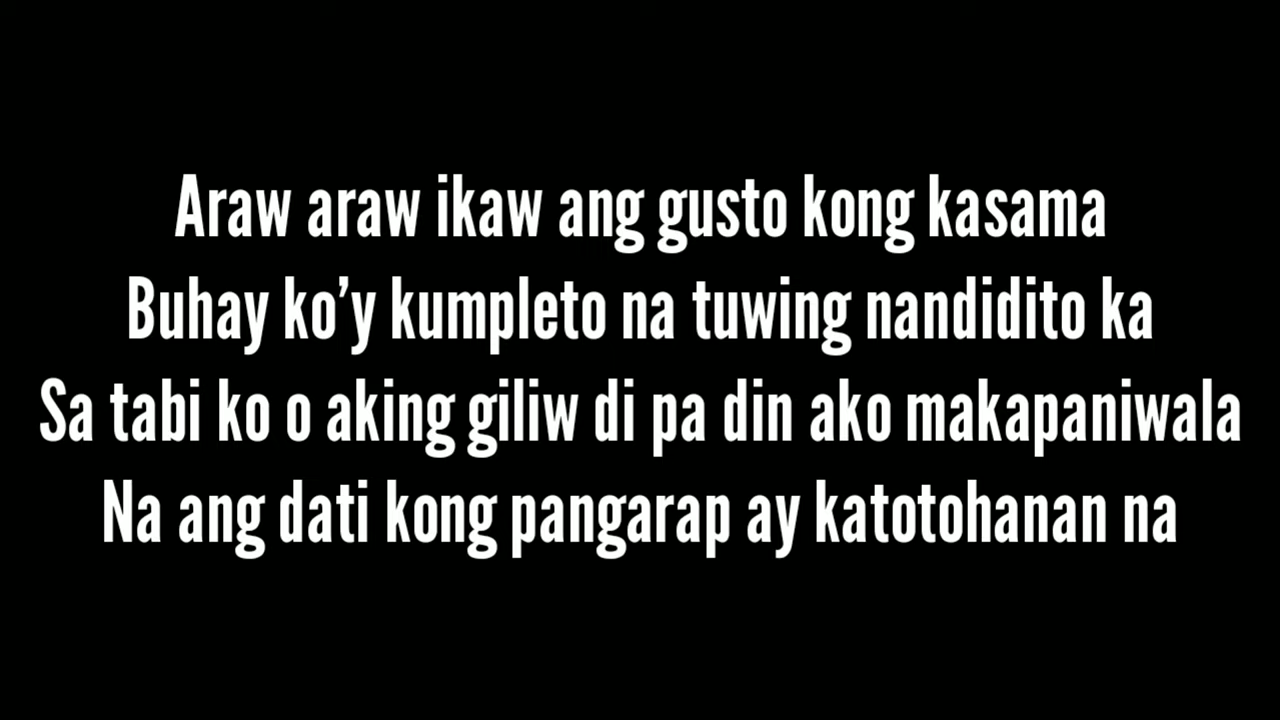 Araw araw ikaw ang gusto kong kasama
Buhay ko’y kumpleto na tuwing nandidito ka
Sa tabi ko o aking giliw di pa din ako makapaniwala
Na ang dati kong pangarap ay katotohanan na